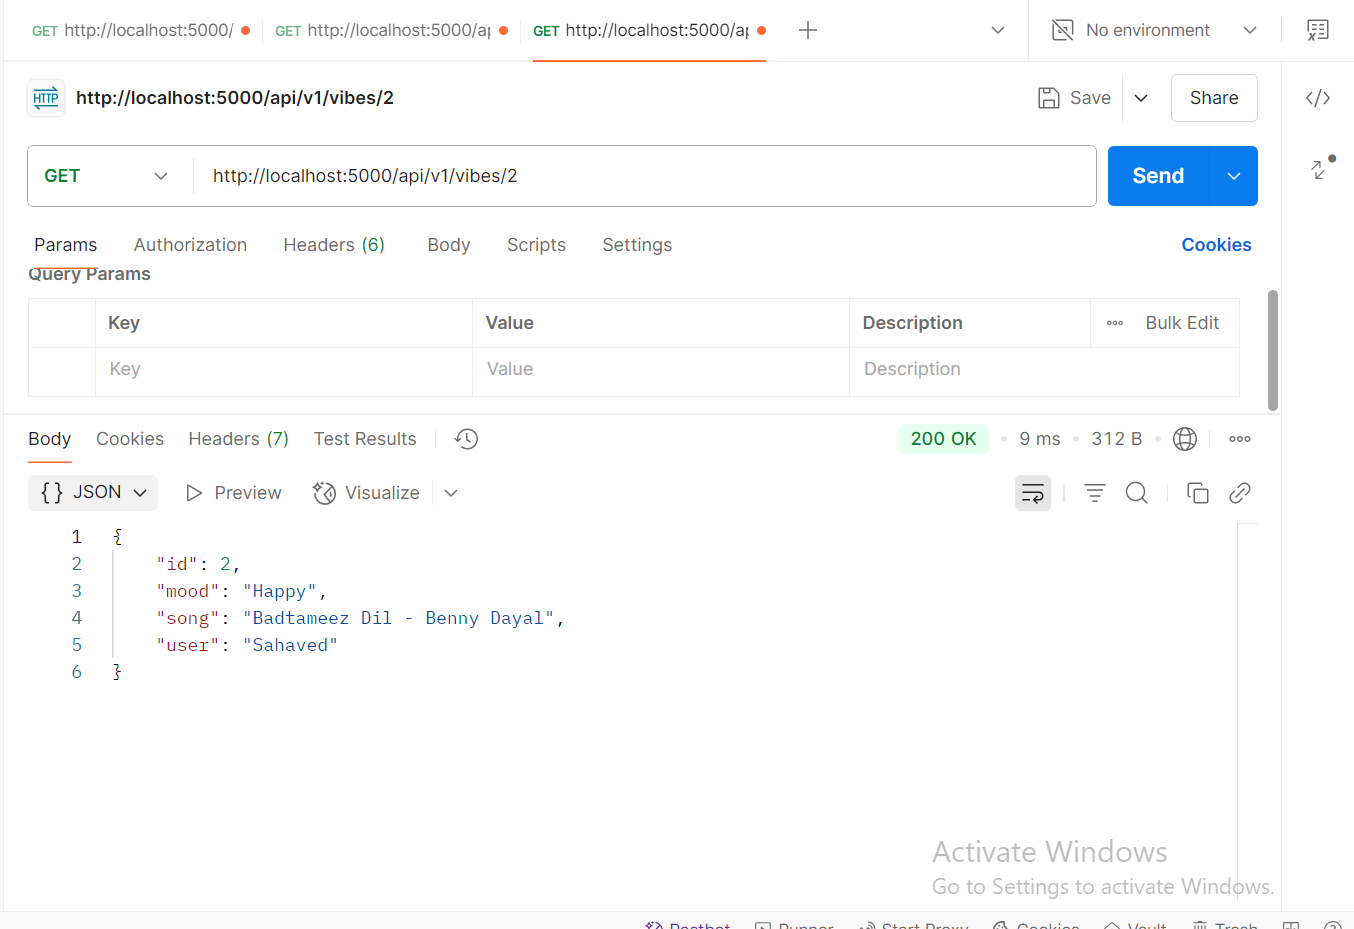 GET http://localhost:5000/ GET http://localhost:5000/ap GET http://localhost:5000/ap No environment
HTTP http://localhost:5000/api/v1/vibes/2 Save Share
GET http://localhost:5000/api/v1/vibes/2 Send
Params Authorization Headers (6) Body Scripts Settings Cookies
Query Params
Key Value Description Bulk Edit
Key Value Description
Body Cookies Headers (7) Test Results 200 OK 9 ms 312 B
{} JSON Preview Visualize
1 {
2 "id": 2,
3 "mood": "Happy",
4 "song": "Badtameez Dil - Benny Dayal",
5 "user": "Sahaved"
6 }
Activate Windows
Go to Settings to activate Windows.
Postbot Runner Start Proxy Cookies Vault Trash